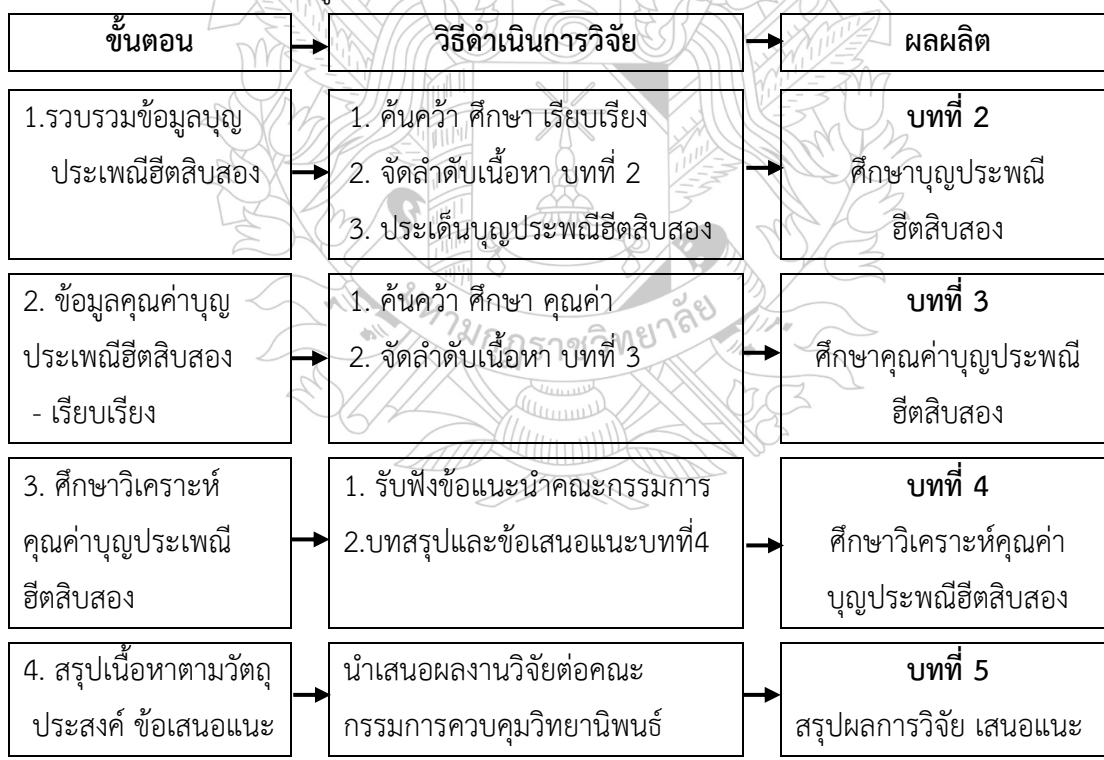 ขั้นตอน
วิธีดำเนินการวิจัย
ผลผลิต
1.รวบรวมข้อมูลบุญ
ประเพณีฮีตสิบสอง
1. ค้นคว้า ศึกษา เรียบเรียง
2. จัดลำดับเนื้อหา บทที่ 2
3. ประเด็นบุญประพณีฮีตสิบสอง
บทที่ 2
ศึกษาบุญประพณี
ฮีตสิบสอง
2. ข้อมูลคุณค่าบุญ
ประเพณีฮีตสิบสอง
- เรียบเรียง
1. ค้นคว้า ศึกษา คุณค่า
2. จัดลำดับเนื้อหา บทที่ 3
บทที่ 3
ศึกษาคุณค่าบุญประพณี
ฮีตสิบสอง
3. ศึกษาวิเคราะห์
คุณค่าบุญประเพณี
ฮีตสิบสอง
1. รับฟังข้อแนะนำคณะกรรมการ
2.บทสรุปและข้อเสนอแนะบทที่4
บทที่ 4
ศึกษาวิเคราะห์คุณค่า
บุญประพณีฮีตสิบสอง
4. สรุปเนื้อหาตามวัตถุ
ประสงค์ ข้อเสนอแนะ
นำเสนอผลงานวิจัยต่อคณะ
กรรมการควบคุมวิทยานิพนธ์
บทที่ 5
สรุปผลการวิจัย เสนอแนะ